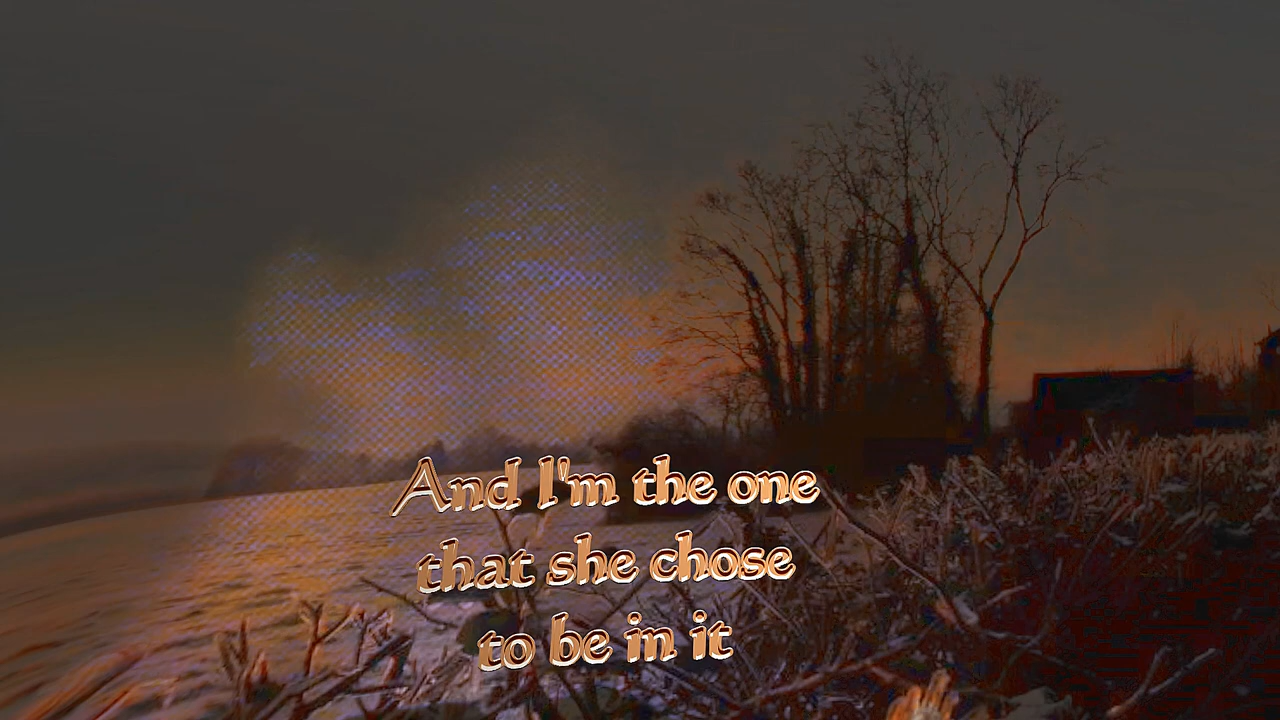 And I'm the one
that she chose
to be in it